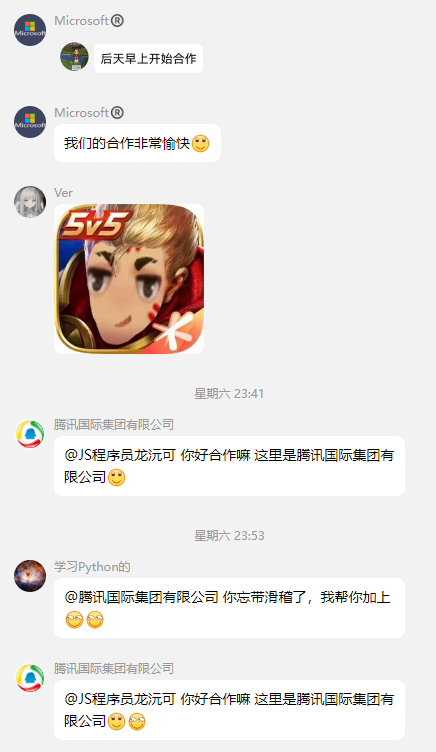 Microsoft®
后天早上开始合作
Microsoft®
我们的合作非常愉快
Ver
5v5
星期六 23:41
腾讯国际集团有限公司
@JS程序员龙沅可 你好合作嘛 这里是腾讯国际集团有
限公司
星期六 23:53
学习Python的
@腾讯国际集团有限公司 你忘带滑稽了，我帮你加上
腾讯国际集团有限公司
@JS程序员龙沅可 你好合作嘛 这里是腾讯国际集团有
限公司